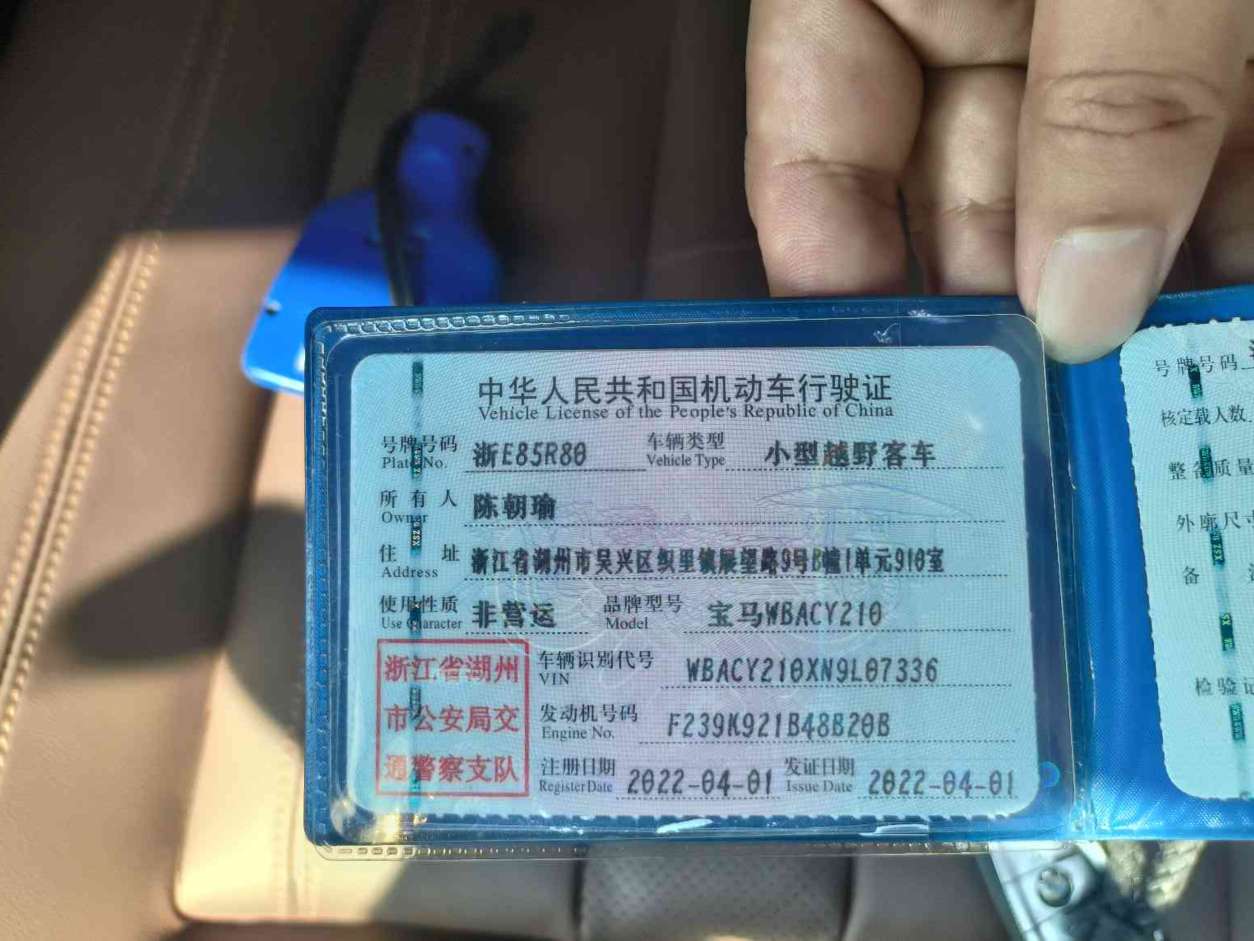 中华人民共和国机动车行驶证
Vehicle License of the People's Republic of China
号牌号码 浙E85R80 车辆类型 小型越野客车
Plate No. Vehicle Type
所有人 陈朝瑜
Owner
住址 浙江省湖州市吴兴区织里镇展望路9号B幢1单元910室
Address
使用性质 非营运 品牌型号 宝马WBACY210
Use Character Model
浙江省湖州
市公安局交
通警察支队
车辆识别代号 WBACY210XN9L07336
VIN
发动机号码 F239K921B48B20B
Engine No.
注册日期 2022-04-01 发证日期 2022-04-01
Register Date Issue Date
号牌号码
核定载人数
整备质量
外廓尺寸
备
检验记